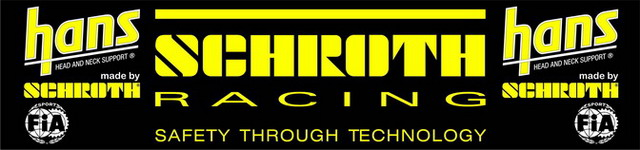 hans
HEAD AND NECK SUPPORT ®
made by
SCHROTH
SPORT
FIA
SCHROTH
RACING
SAFETY THROUGH TECHNOLOGY
hans
HEAD AND NECK SUPPORT ®
made by
SCHROTH
SPORT
FIA